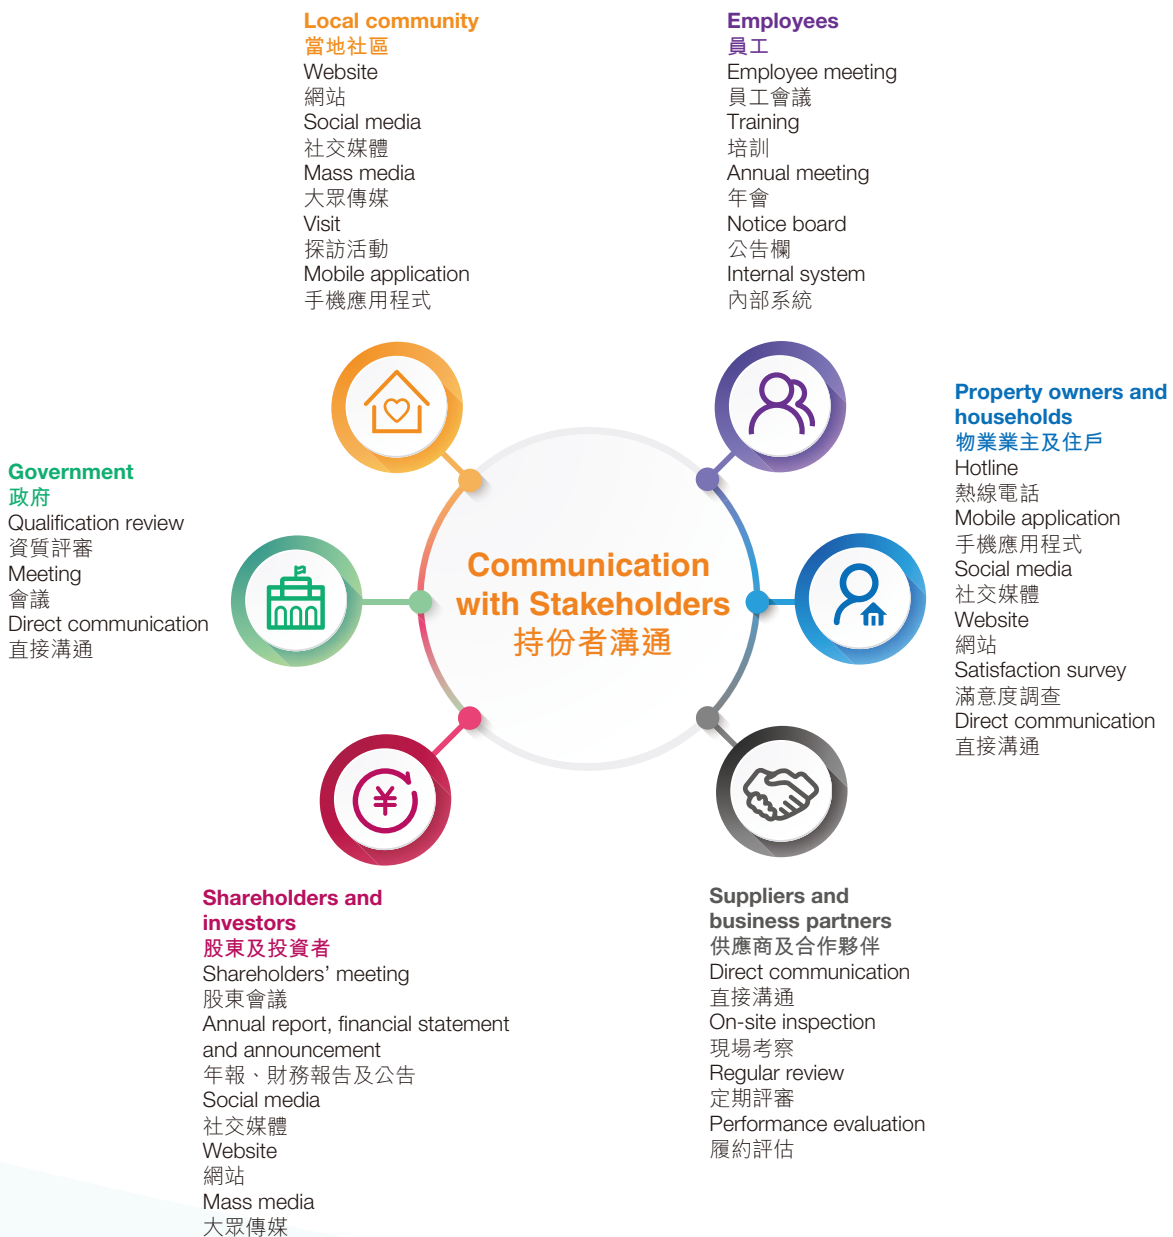 Local community
當地社區
Website
網站
Social media
社交媒體
Mass media
大眾傳媒
Visit
探訪活動
Mobile application
手機應用程式
Employees
員工
Employee meeting
員工會議
Training
培訓
Annual meeting
年會
Notice board
公告欄
Internal system
內部系統
Government
政府
Qualification review
資質評審
Meeting
會議
Direct communication
直接溝通
Communication
with Stakeholders
持份者溝通
Property owners and
households
物業業主及住戶
Hotline
熱線電話
Mobile application
手機應用程式
Social media
社交媒體
Website
網站
Satisfaction survey
滿意度調查
Direct communication
直接溝通
Shareholders and
investors
股東及投資者
Shareholders’ meeting
股東會議
Annual report, financial statement
and announcement
年報、財務報告及公告
Social media
社交媒體
Website
網站
Mass media
大眾傳媒
Suppliers and
business partners
供應商及合作夥伴
Direct communication
直接溝通
On-site inspection
現場考察
Regular review
定期評審
Performance evaluation
履約評估